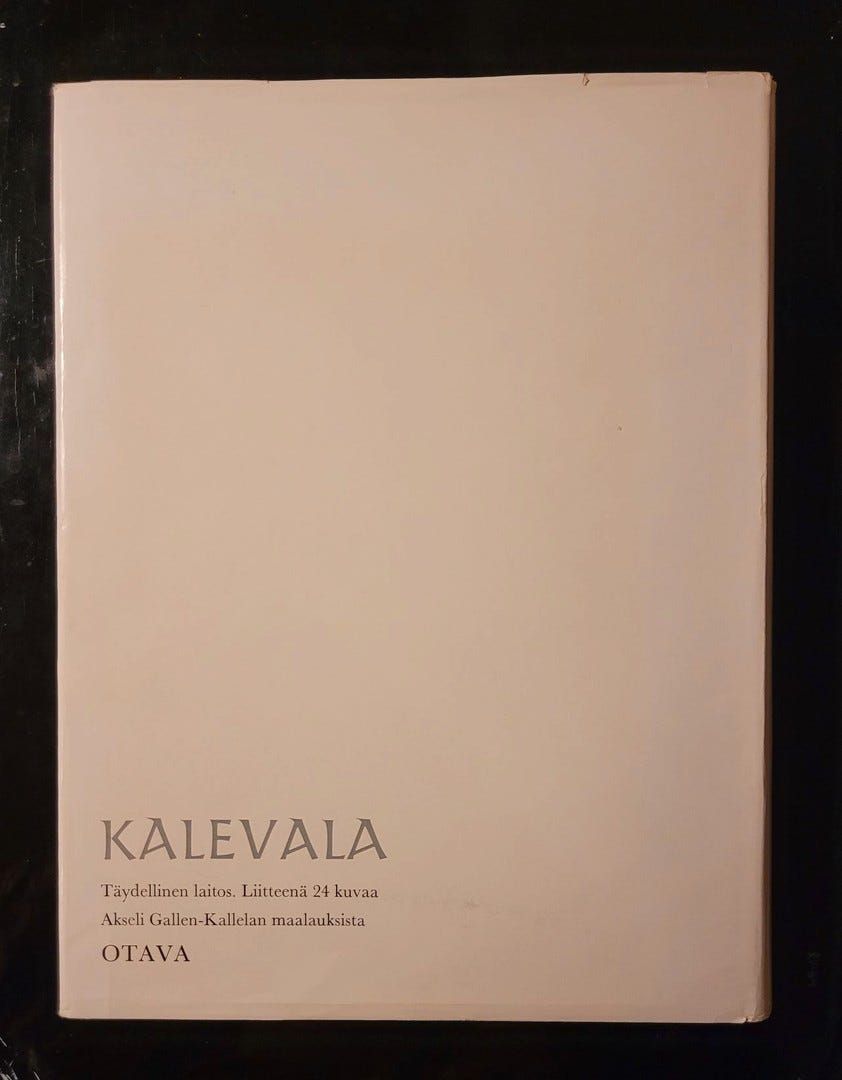 KALEVALA
Täydellinen laitos. Liitteenä 24 kuvaa
Akseli Gallen-Kallelan maalauksista
OTAVA